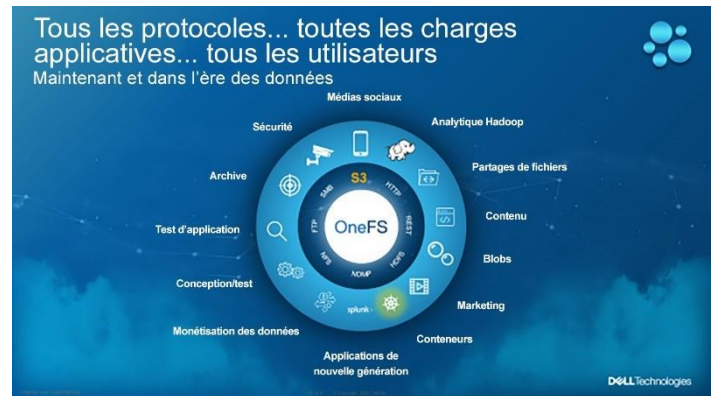 Tous les protocoles... toutes les charges
applicatives... tous les utilisateurs
Maintenant et dans l'ère des données
Médias sociaux
Sécurité
Analytique Hadoop
Archive
Partages de fichiers
Test d'application
Contenu
Blobs
Conception/test
Marketing
Monétisation des données
Conteneurs
Applications de
nouvelle génération
S3
HTTP
REST
HDFS
NDMP
NFS
FTP
SMB
OneFS
splunk>
DELLTechnologies